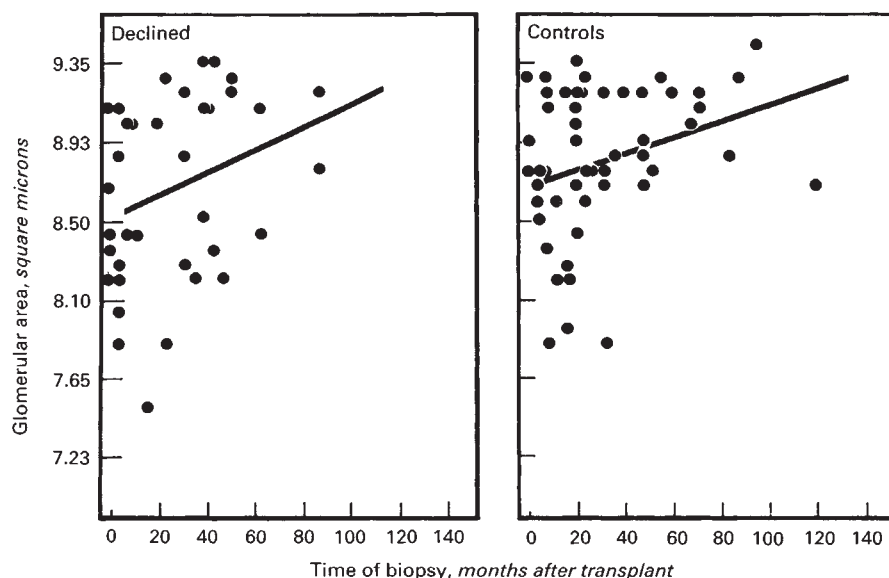 Declined
Controls
9.35
8.93
8.50
8.10
7.65
7.23
Glomerular area, square microns
0 20 40 60 80 100 120 140
0 20 40 60 80 100 120 140
Time of biopsy, months after transplant